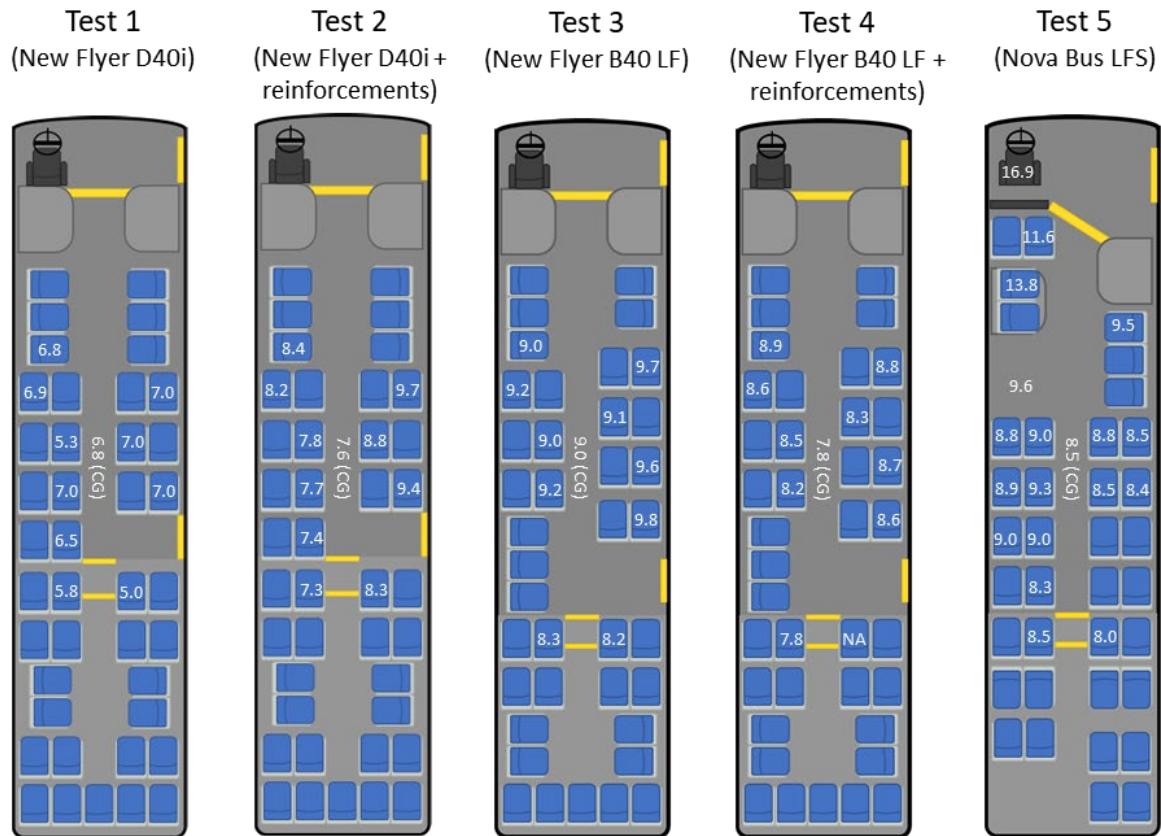 Test 1
(New Flyer D40i)
Test 2
(New Flyer D40i +
reinforcements)
Test 3
(New Flyer B40 LF)
Test 4
(New Flyer B40 LF +
reinforcements)
Test 5
(Nova Bus LFS)
6.8
6.9 7.0
5.3 7.0
6.8 (CG)
7.0 7.0
6.5
5.8 5.0
8.4
8.2 9.7
7.8 8.8
7.6 (CG)
7.7 9.4
7.4
7.3 8.3
9.0
9.7
9.2
9.1
9.0
9.0 (CG)
9.6
9.2
9.8
8.3 8.2
8.9
8.8
8.6
8.3
8.5
7.8 (CG)
8.7
8.2
8.6
7.8 NA
16.9
11.6
13.8
9.5
9.6
8.8 9.0 8.8 8.5
8.5 (CG)
8.9 9.3 8.5 8.4
9.0 9.0
8.3
8.5 8.0